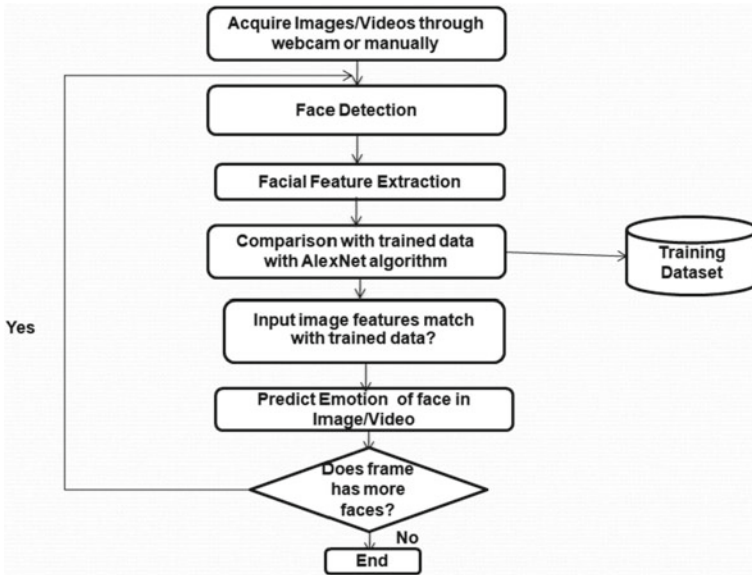 Acquire Images/Videos through
webcam or manually
Face Detection
Facial Feature Extraction
Comparison with trained data
with AlexNet algorithm
Training
Dataset
Input image features match
with trained data?
Yes
Predict Emotion of face in
Image/Video
Does frame
has more
faces?
No
End